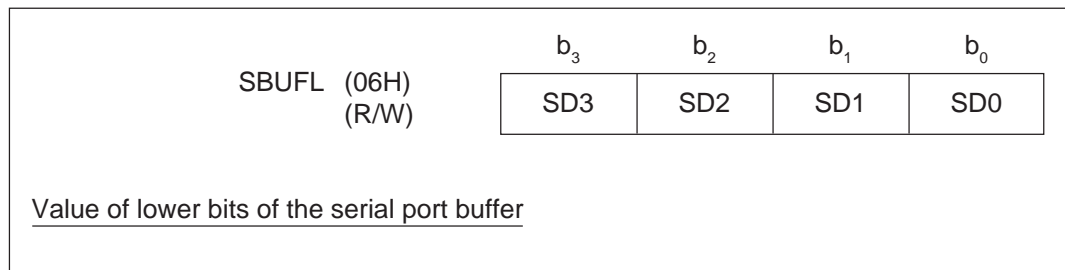 b3 b2 b1 b0
SBUFL (06H) SD3 SD2 SD1 SD0
(R/W)
Value of lower bits of the serial port buffer